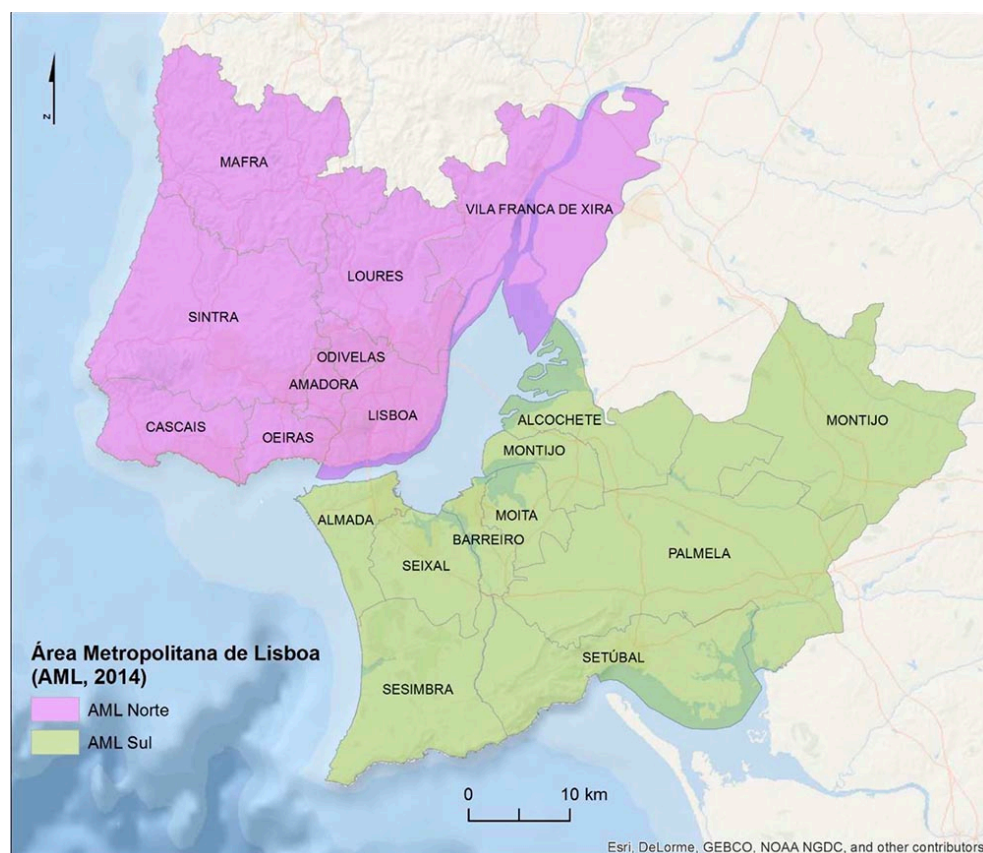 N
MAFRA
VILA FRANCA DE XIRA
LOURES
SINTRA
ODIVELAS
AMADORA
CASCAIS
OEIRAS
LISBOA
ALCOCHETE
MONTIJO
MONTIJO
ALMADA
MOITA
BARREIRO
SEIXAL
PALMELA
SETÚBAL
SESIMBRA
Área Metropolitana de Lisboa
(AML, 2014)
AML Norte
AML Sul
0 10 km
Esri, DeLorme, GEBCO, NOAA NGDC, and other contributors